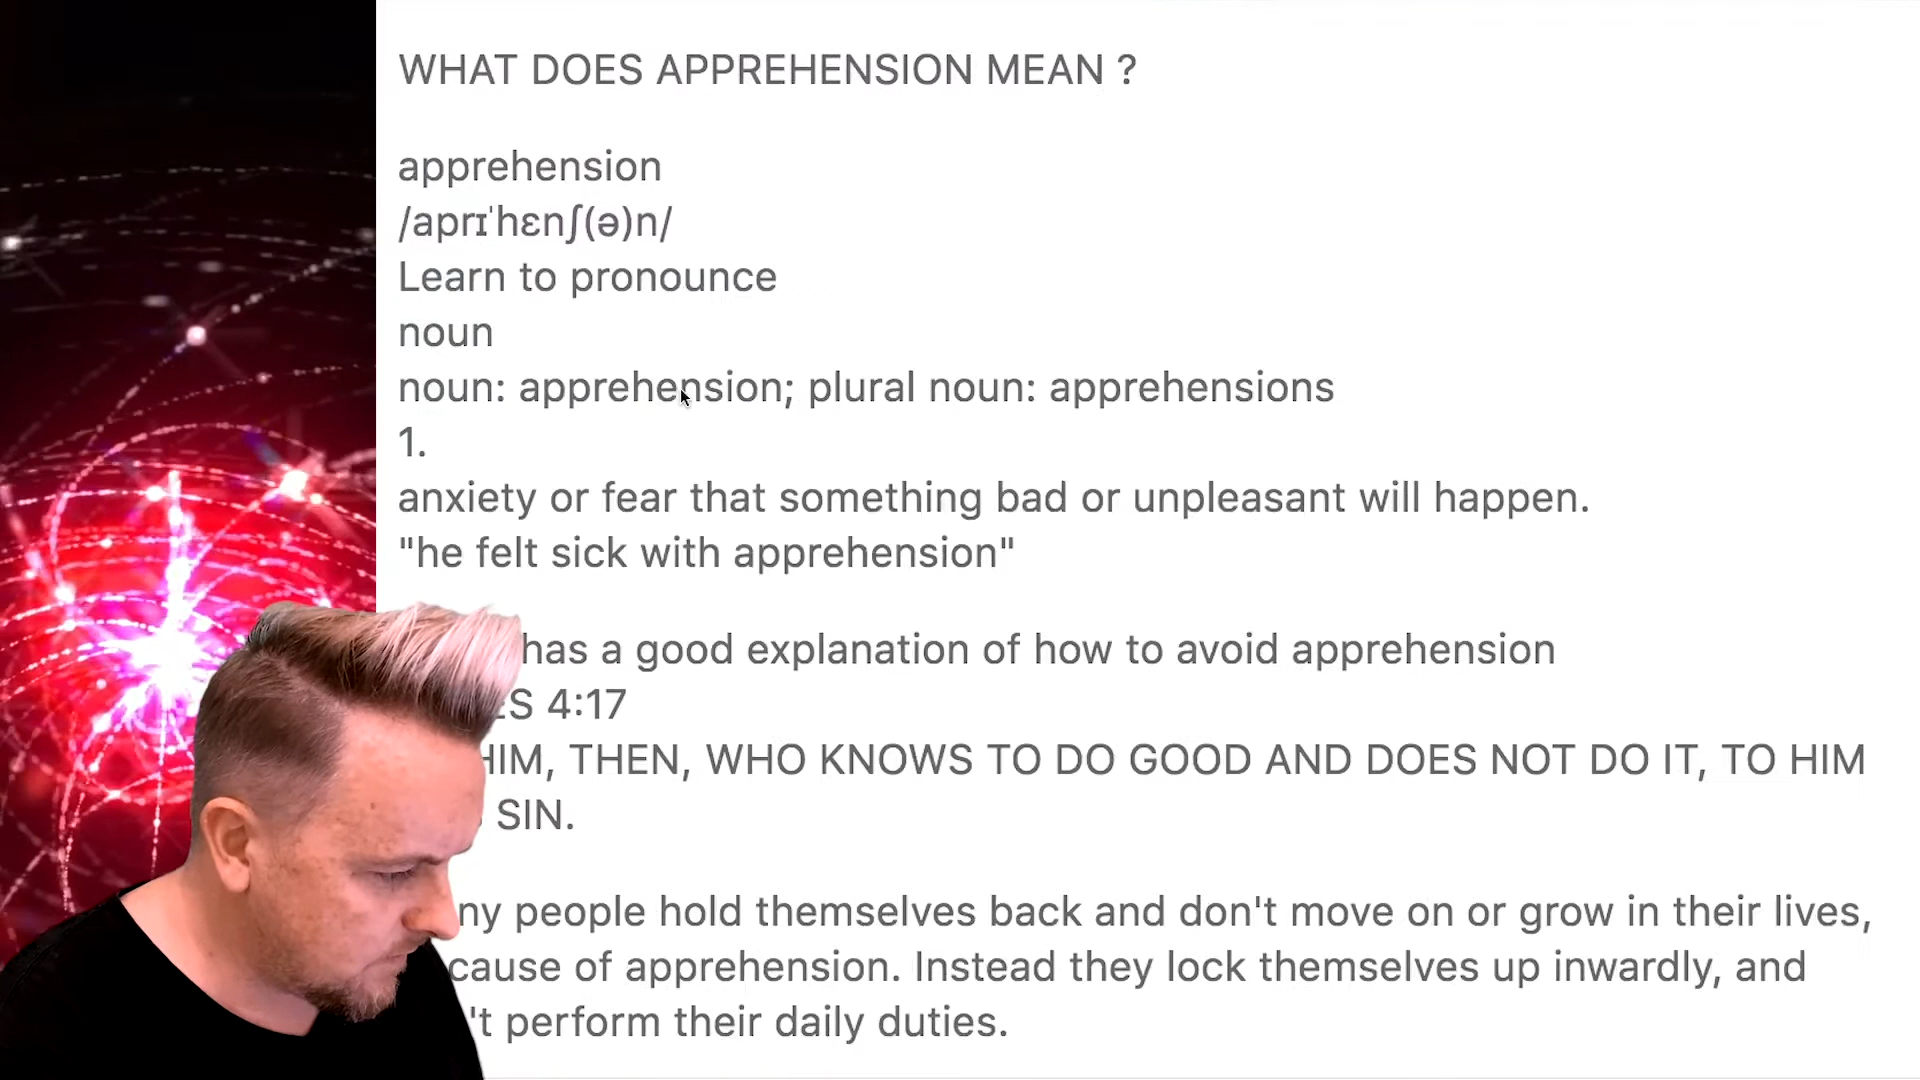 WHAT DOES APPREHENSION MEAN ?
apprehension
/aprɪˈhɛnʃ(ə)n/
Learn to pronounce
noun
noun: apprehension; plural noun: apprehensions
1.
anxiety or fear that something bad or unpleasant will happen.
"he felt sick with apprehension"
has a good explanation of how to avoid apprehension
4:17
HIM, THEN, WHO KNOWS TO DO GOOD AND DOES NOT DO IT, TO HIM
SIN.
people hold themselves back and don't move on or grow in their lives,
of apprehension. Instead they lock themselves up inwardly, and
perform their daily duties.